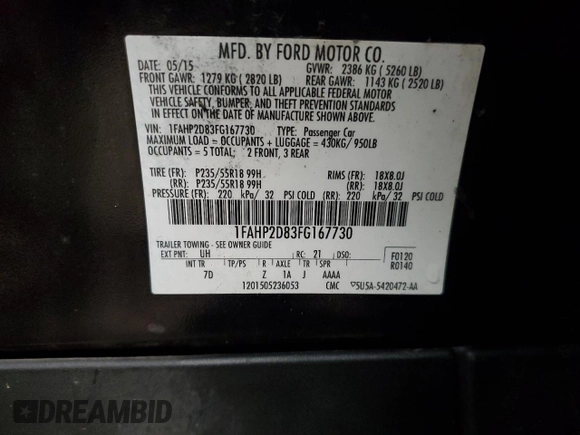 MFD. BY FORD MOTOR CO.
DATE: 05/15 GVWR: 2386 KG ( 5260 LB)
FRONT GAWR: 1279 KG ( 2820 LB) REAR GAWR: 1143 KG ( 2520 LB)
THIS VEHICLE CONFORMS TO ALL APPLICABLE FEDERAL MOTOR
VEHICLE SAFETY, BUMPER, AND THEFT PREVENTION STANDARDS
IN EFFECT ON THE DATE OF MANUFACTURE SHOWN ABOVE.
VIN: 1FAHP2D83FG167730 TYPE: Passenger Car
MAXIMUM LOAD = OCCUPANTS + LUGGAGE = 430KG/ 950LB
OCCUPANTS = 5 TOTAL: 2 FRONT, 3 REAR
TIRE (FR): P235/55R18 99H RIMS (FR): 18X8.0J
(RR): P235/55R18 99H (RR): 18X8.0J
PRESSURE (FR): 220 kPa/ 32 PSI COLD (RR): 220 kPa/ 32 PSI COLD
1FAHP2D83FG167730
TRAILER TOWING - SEE OWNER GUIDE
EXT PNT: UH RC: 21 DSO: F0120
R0140
INT TR TP/PS R AXLE TR SPR
7D Z 1A J AAAA
1201505236053 CMC ▽5U5A-5420472-AA
DREAMBID